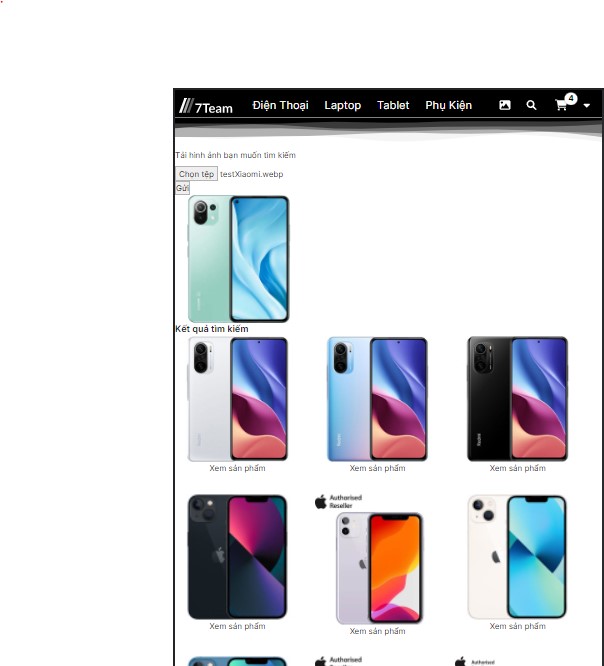 7Team Điện Thoại Laptop Tablet Phụ Kiện 4
Tải hình ảnh bạn muốn tìm kiếm
Chọn tệp testXiaomi.webp
Gửi
Kết quả tìm kiếm
Xem sản phẩm Xem sản phẩm Xem sản phẩm
Authorised
Reseller
Xem sản phẩm Xem sản phẩm Xem sản phẩm
Authorised Authorised
Reseller